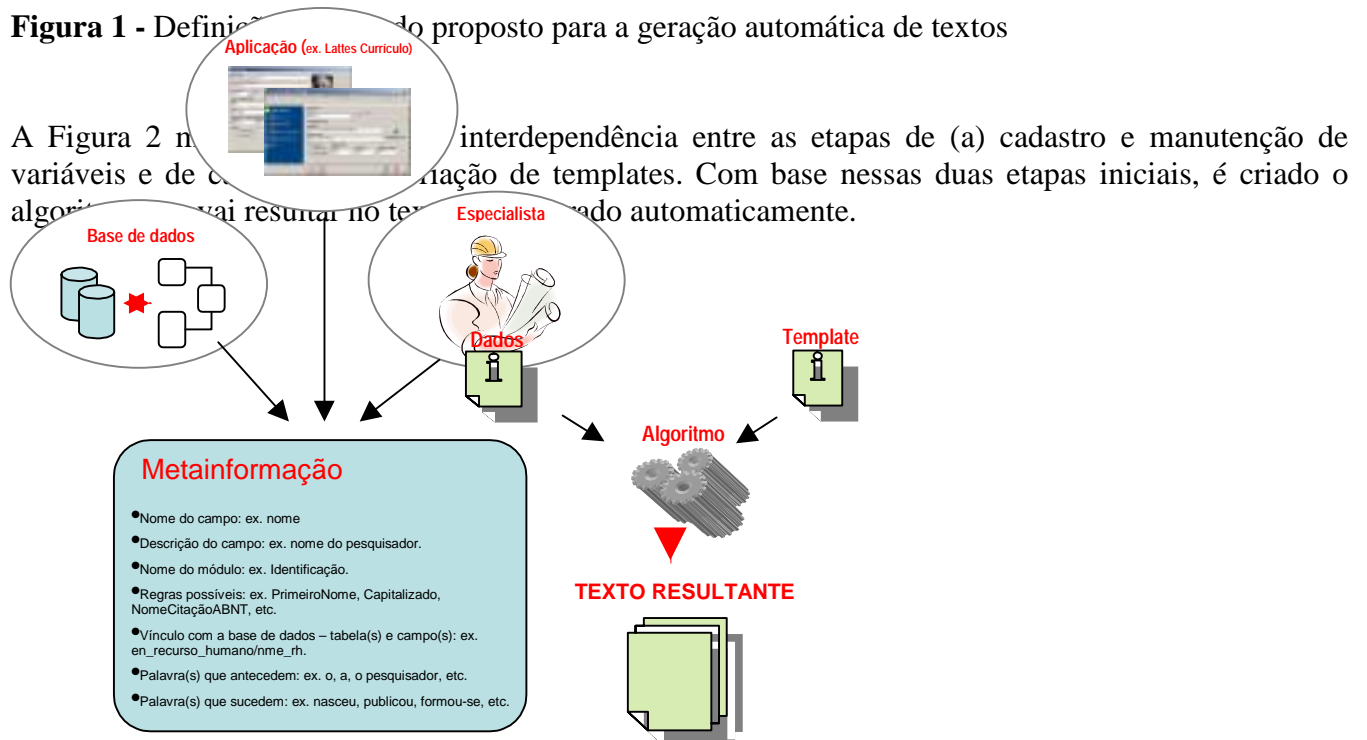 Figura 1 - Defini do proposto para a geração automática de textos
Aplicação (ex. Lattes Currículo)
A Figura 2 m interdependência entre as etapas de (a) cadastro e manutenção de
variáveis e de ca iação de templates. Com base nessas duas etapas iniciais, é criado o
algorit vai resultar no tex rado automaticamente.
Especialista
Base de dados
Dados
Template
Algoritmo
Metainformação
•Nome do campo: ex. nome
•Descrição do campo: ex. nome do pesquisador.
•Nome do módulo: ex. Identificação.
•Regras possíveis: ex. PrimeiroNome, Capitalizado,
NomeCitaçãoABNT, etc.
•Vínculo com a base de dados – tabela(s) e campo(s): ex.
en_recurso_humano/nme_rh.
•Palavra(s) que antecedem: ex. o, a, o pesquisador, etc.
•Palavra(s) que sucedem: ex. nasceu, publicou, formou-se, etc.
TEXTO RESULTANTE